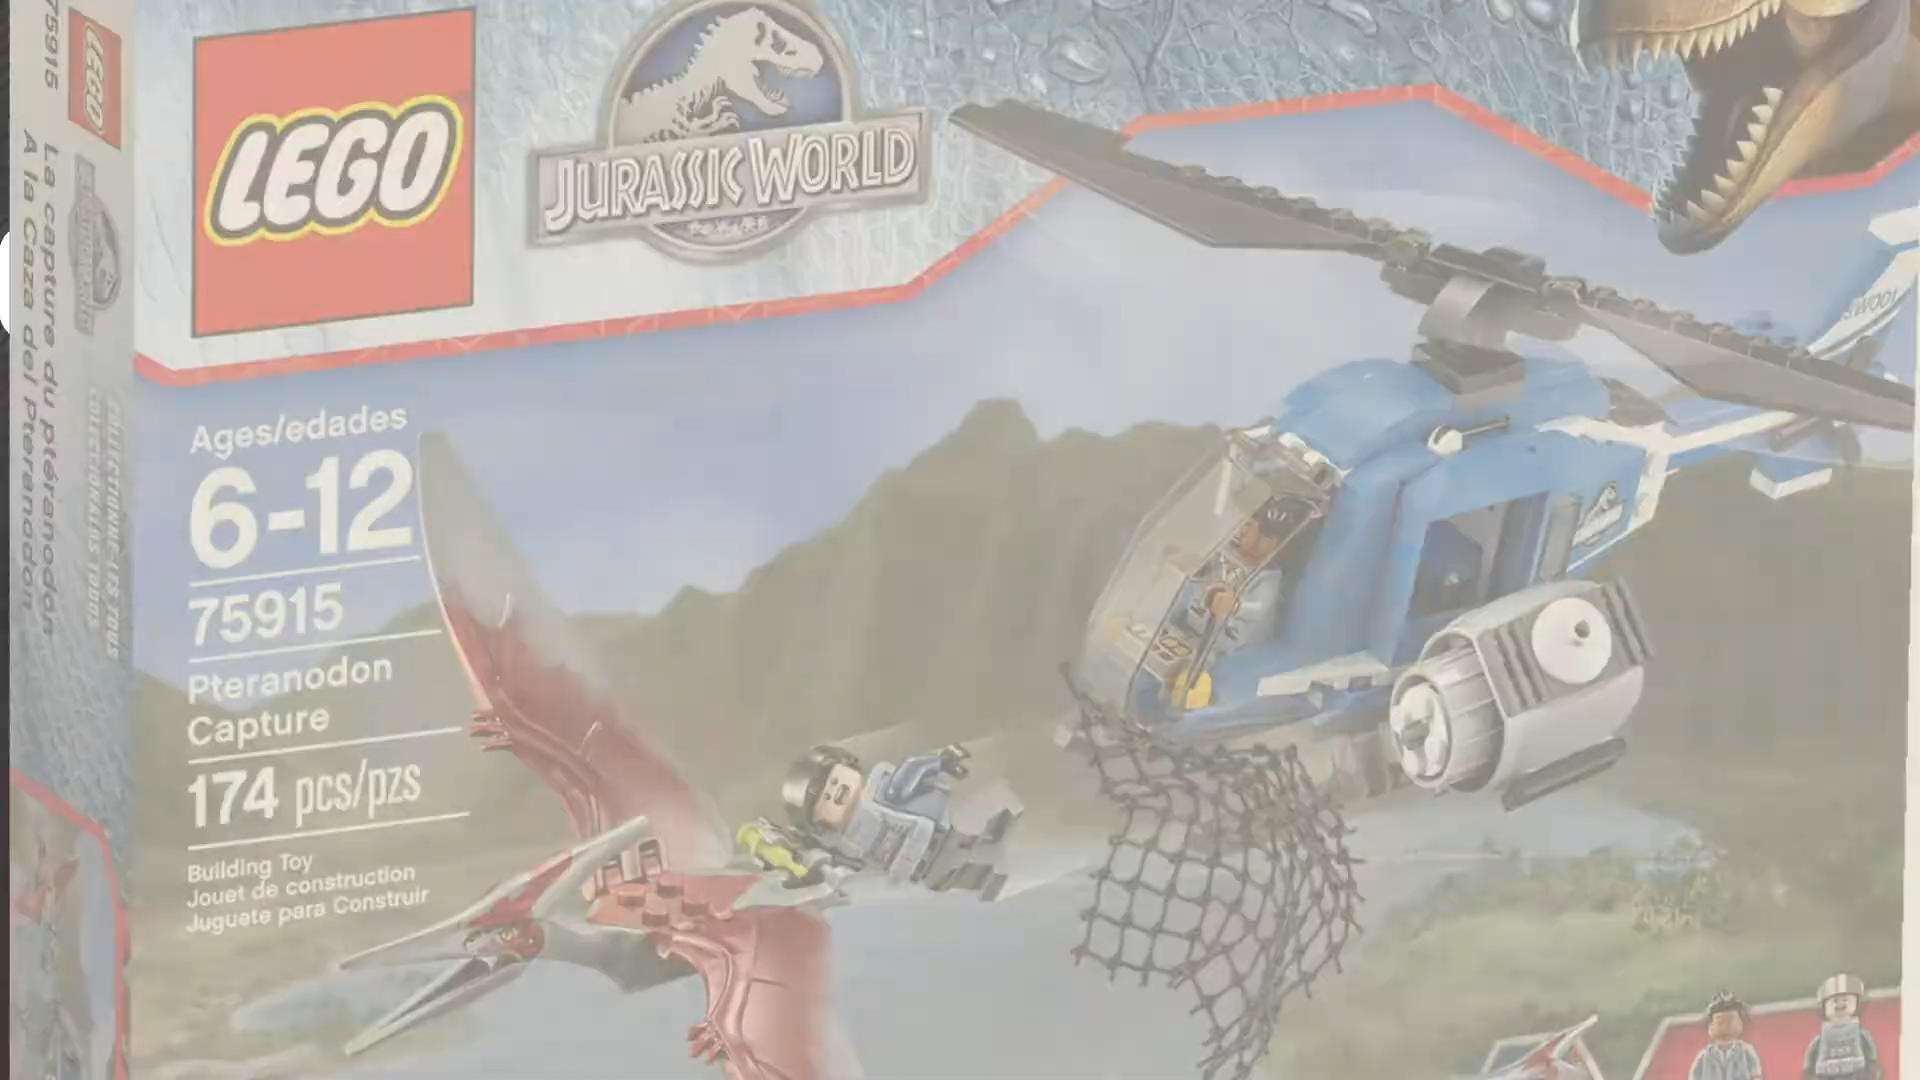 75915
LEGO
La capture du ptéranodon
A la Caza del Pteranodon
LEGO
JURASSIC WORLD
JW001
Ages/edades
6-12
75915
Pteranodon
Capture
174 pcs/pzs
Building Toy
Jouet de construction
Juguete para Construir